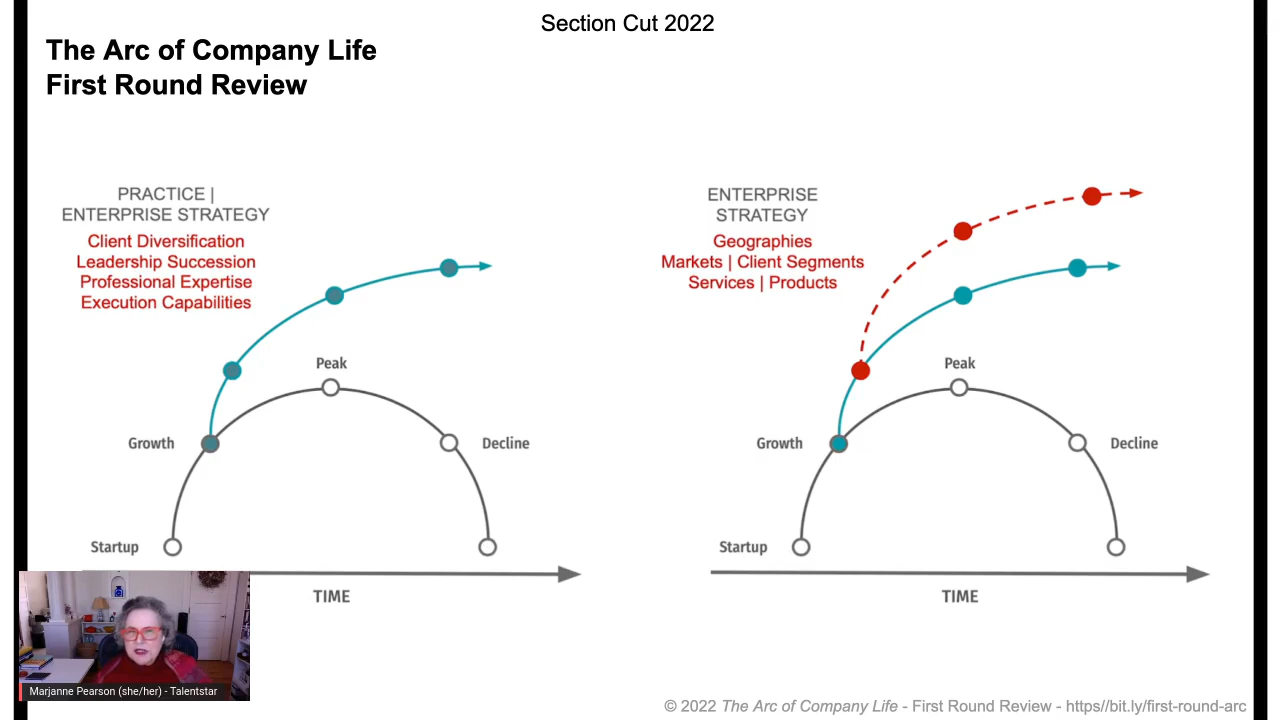 Section Cut 2022
The Arc of Company Life
First Round Review
PRACTICE |
ENTERPRISE STRATEGY
Client Diversification
Leadership Succession
Professional Expertise
Execution Capabilities
Peak
Growth
Decline
Startup
TIME
ENTERPRISE
STRATEGY
Geographies
Markets | Client Segments
Services | Products
Peak
Growth
Decline
Startup
TIME
Marjanne Pearson (she/her) - Talentstar
© 2022 The Arc of Company Life - First Round Review - https//bit.ly/first-round-arc